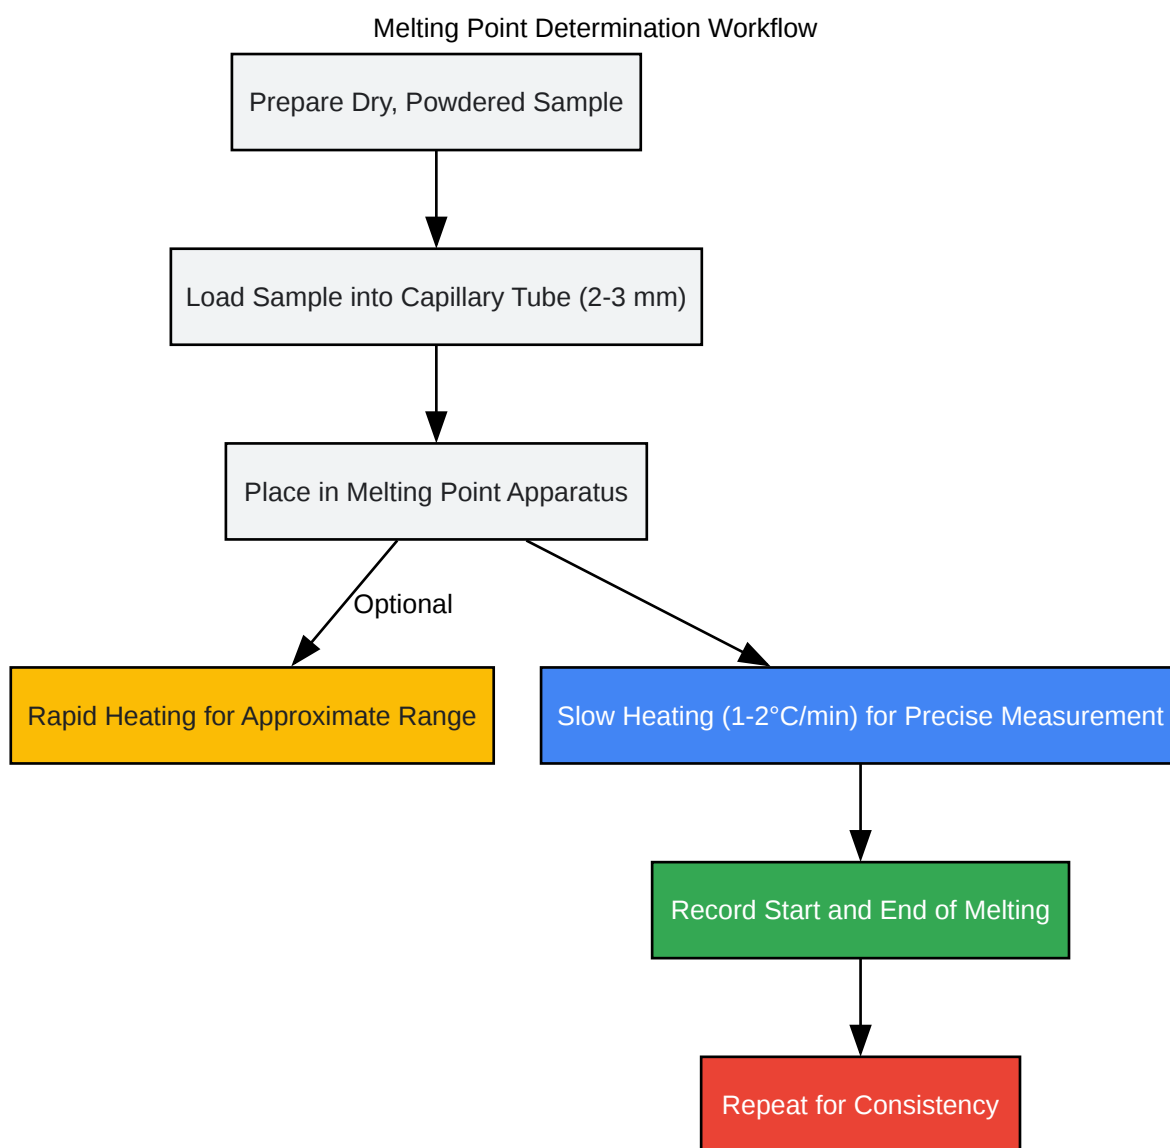 Melting Point Determination Workflow
Prepare Dry, Powdered Sample
Load Sample into Capillary Tube (2-3 mm)
Place in Melting Point Apparatus
Optional
Rapid Heating for Approximate Range
Slow Heating (1-2°C/min) for Precise Measurement
Record Start and End of Melting
Repeat for Consistency